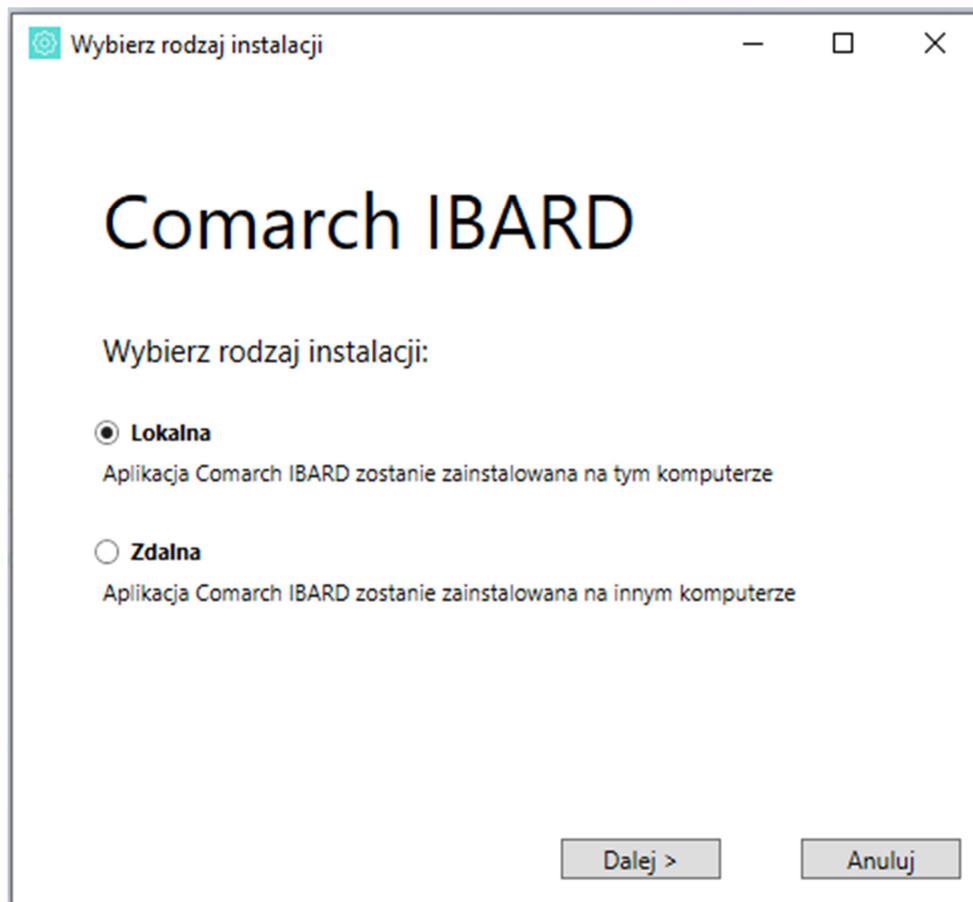 Wybierz rodzaj instalacji
Comarch IBARD
Wybierz rodzaj instalacji:
Lokalna
Aplikacja Comarch IBARD zostanie zainstalowana na tym komputerze
Zdalna
Aplikacja Comarch IBARD zostanie zainstalowana na innym komputerze
Dalej >
Anuluj